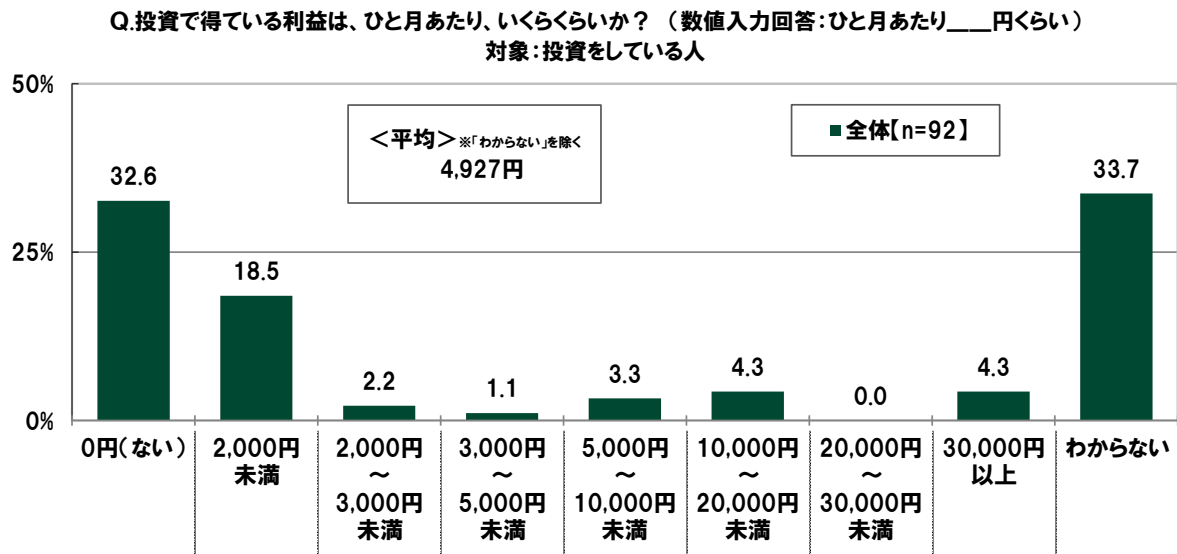 Q.投資で得ている利益は、ひと月あたり、いくらくらいか？ （数値入力回答：ひと月あたり___円くらい）
対象：投資をしている人
50%
＜平均＞※「わからない」を除く
4,927円
■全体【n=92】
32.6
33.7
25%
18.5
2.2
1.1
3.3
4.3
0.0
4.3
0%
0円（ない）
2,000円
未満
2,000円
～
3,000円
未満
3,000円
～
5,000円
未満
5,000円
～
10,000円
未満
10,000円
～
20,000円
未満
20,000円
～
30,000円
未満
30,000円
以上
わからない